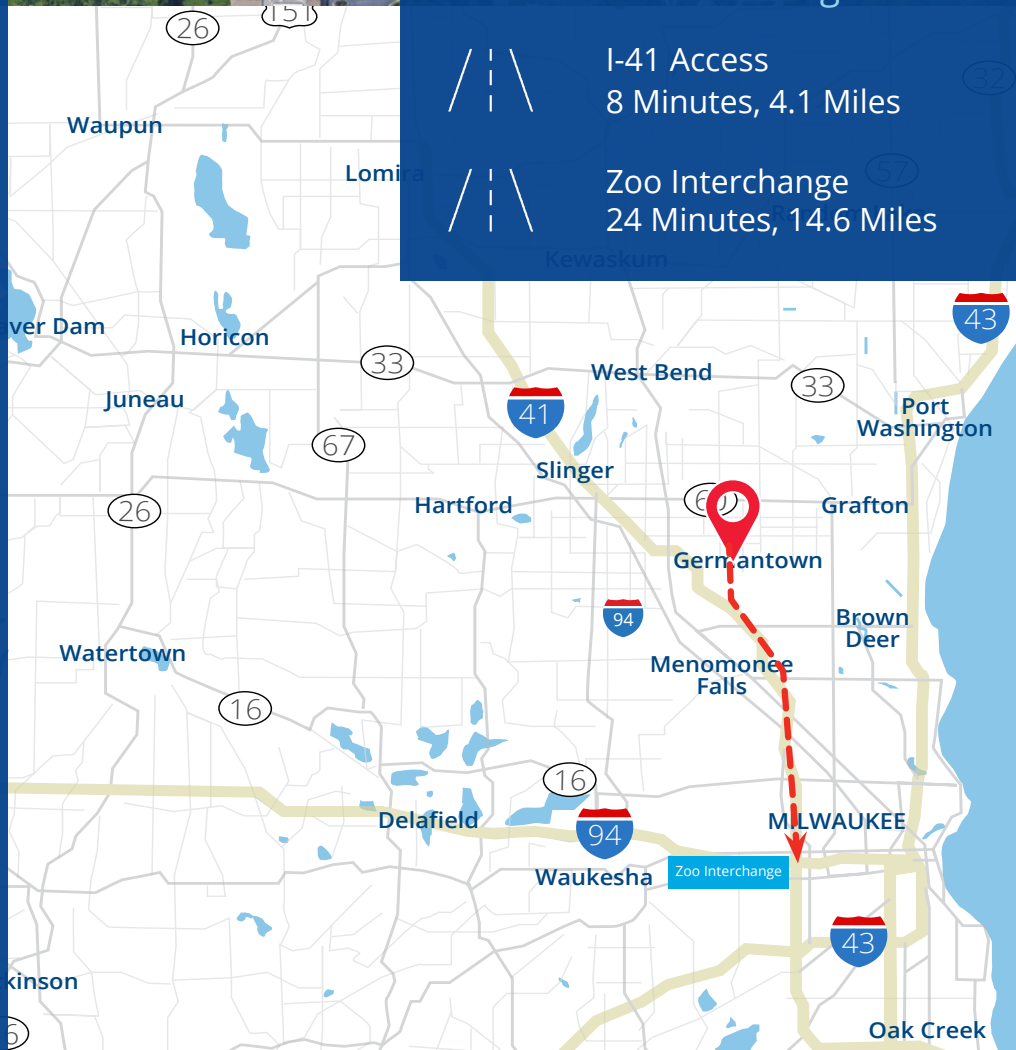 151
26
I-41 Access
8 Minutes, 4.1 Miles
32
Waupun
Lomira
57
Zoo Interchange
24 Minutes, 14.6 Miles
Kewaskum
43
aver Dam
Horicon
33
West Bend
33
Juneau
41
Port
Washington
67
Slinger
26
Hartford
60
Grafton
Germantown
94
Brown
Deer
Watertown
Menomonee
Falls
16
16
Delafield
94
MILWAUKEE
Waukesha
Zoo Interchange
43
kinson
Oak Creek